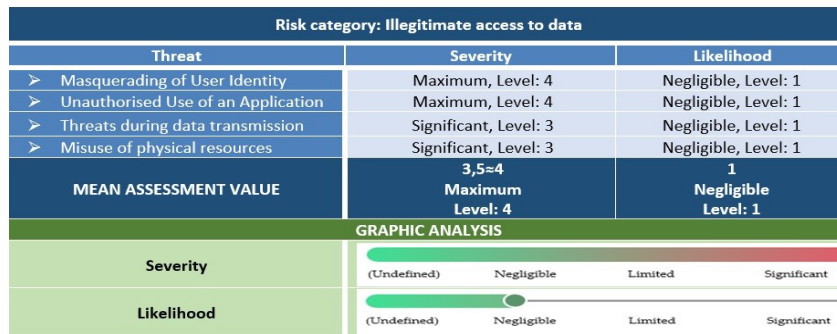 Risk category: Illegitimate access to data
Threat Severity Likelihood
➢ Masquerading of User Identity Maximum, Level: 4 Negligible, Level: 1
➢ Unauthorised Use of an Application Maximum, Level: 4 Negligible, Level: 1
➢ Threats during data transmission Significant, Level: 3 Negligible, Level: 1
➢ Misuse of physical resources Significant, Level: 3 Negligible, Level: 1
MEAN ASSESSMENT VALUE
3,5≈4
Maximum
Level: 4
1
Negligible
Level: 1
GRAPHIC ANALYSIS
Severity
(Undefined) Negligible Limited Significant
Likelihood
(Undefined) Negligible Limited Significant